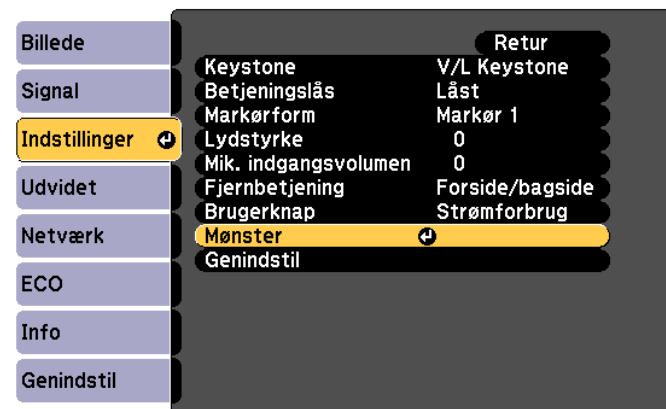 Billede
Signal
Indstillinger
Udvidet
Netværk
ECO
Info
Genindstil
Retur
Keystone V/L Keystone
Betjeningslås Låst
Markørform Markør 1
Lydstyrke 0
Mik. indgangsvolumen 0
Fjernbetjening Forside/bagside
Brugerknap Strømforbrug
Mønster
Genindstil